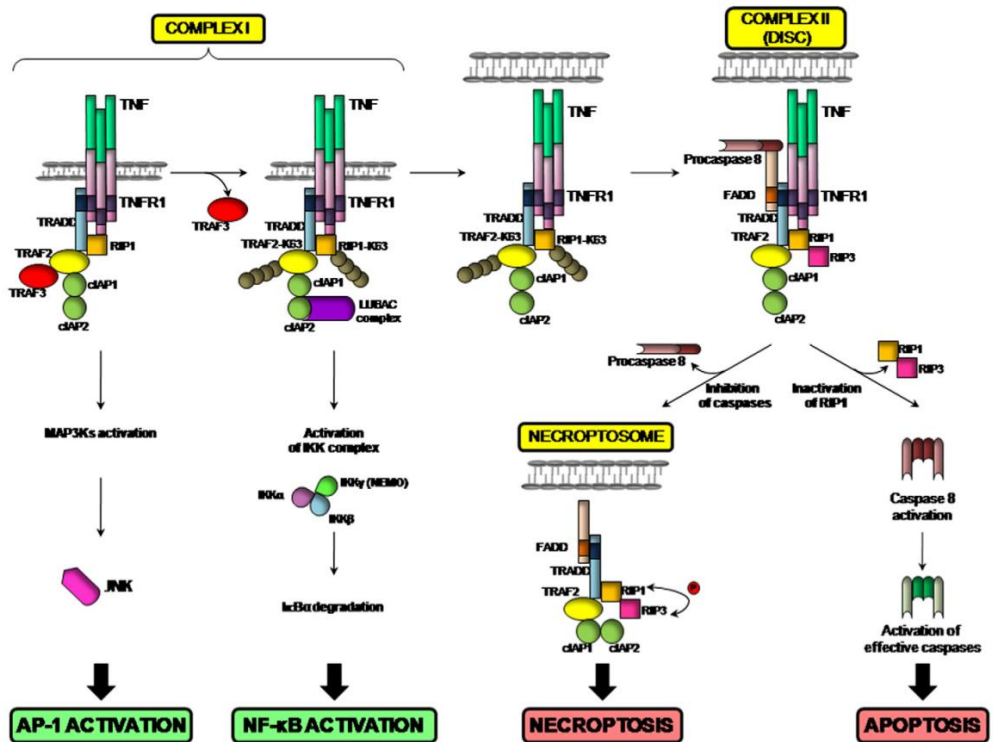 COMPLEX I
COMPLEX II
(DISC)
TNF
TNFR1
TRADD
TRAF2
RIP1
TRAF3
cIAP1
cIAP2
TRAF3
TNF
TNFR1
TRADD
TRAF2-K63
RIP1-K63
cIAP1
LUBAC
complex
cIAP2
TNF
TNFR1
TRADD
TRAF2-K63
RIP1-K63
cIAP1
cIAP2
TNF
Procaspase 8
FADD
TNFR1
TRADD
TRAF2
RIP1
RIP3
cIAP1
cIAP2
Procaspase 8
Inhibition
of caspases
Inactivation
of RIP1
RIP1
RIP3
MAP3Ks activation
JNK
Activation
of IKK complex
IKKγ (NEMO)
IKKα
IKKβ
IκBα degradation
NECROPTOSOME
FADD
TRADD
TRAF2
RIP1
P
RIP3
cIAP1
cIAP2
Caspase 8
activation
Activation of
effective caspases
AP-1 ACTIVATION
NF-κB ACTIVATION
NECROPTOSIS
APOPTOSIS